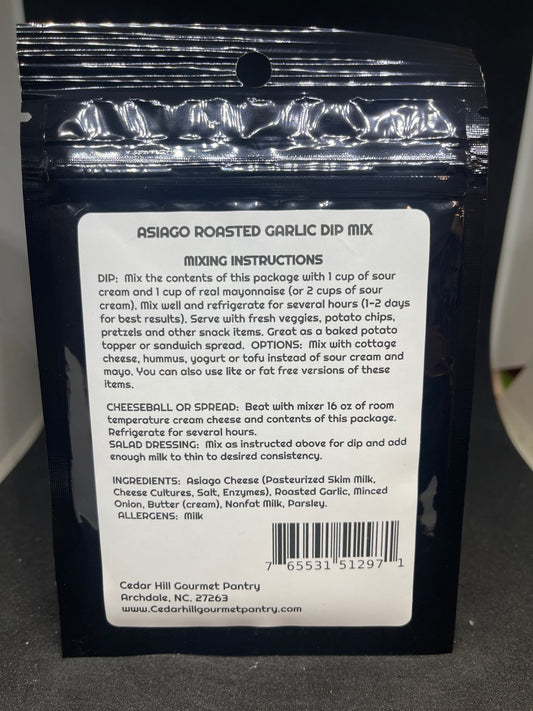 ASIAGO ROASTED GARLIC DIP MIX
MIXING INSTRUCTIONS
DIP: Mix the contents of this package with 1 cup of sour
cream and 1 cup of real mayonnaise (or 2 cups of sour
cream). Mix well and refrigerate for several hours (1-2 days
for best results). Serve with fresh veggies, potato chips,
pretzels and other snack items. Great as a baked potato
topper or sandwich spread. OPTIONS: Mix with cottage
cheese, hummus, yogurt or tofu instead of sour cream and
mayo. You can also use lite or fat free versions of these
items.
CHEESEBALL OR SPREAD: Beat with mixer 16 oz of room
temperature cream cheese and contents of this package.
Refrigerate for several hours.
SALAD DRESSING: Mix as instructed above for dip and add
enough milk to thin to desired consistency.
INGREDIENTS: Asiago Cheese (Pasteurized Skim Milk,
Cheese Cultures, Salt, Enzymes), Roasted Garlic, Minced
Onion, Butter (cream), Nonfat Milk, Parsley.
ALLERGENS: Milk
7 65531 51297 1
Cedar Hill Gourmet Pantry
Archdale, NC. 27263
www.Cedarhillgourmetpantry.com